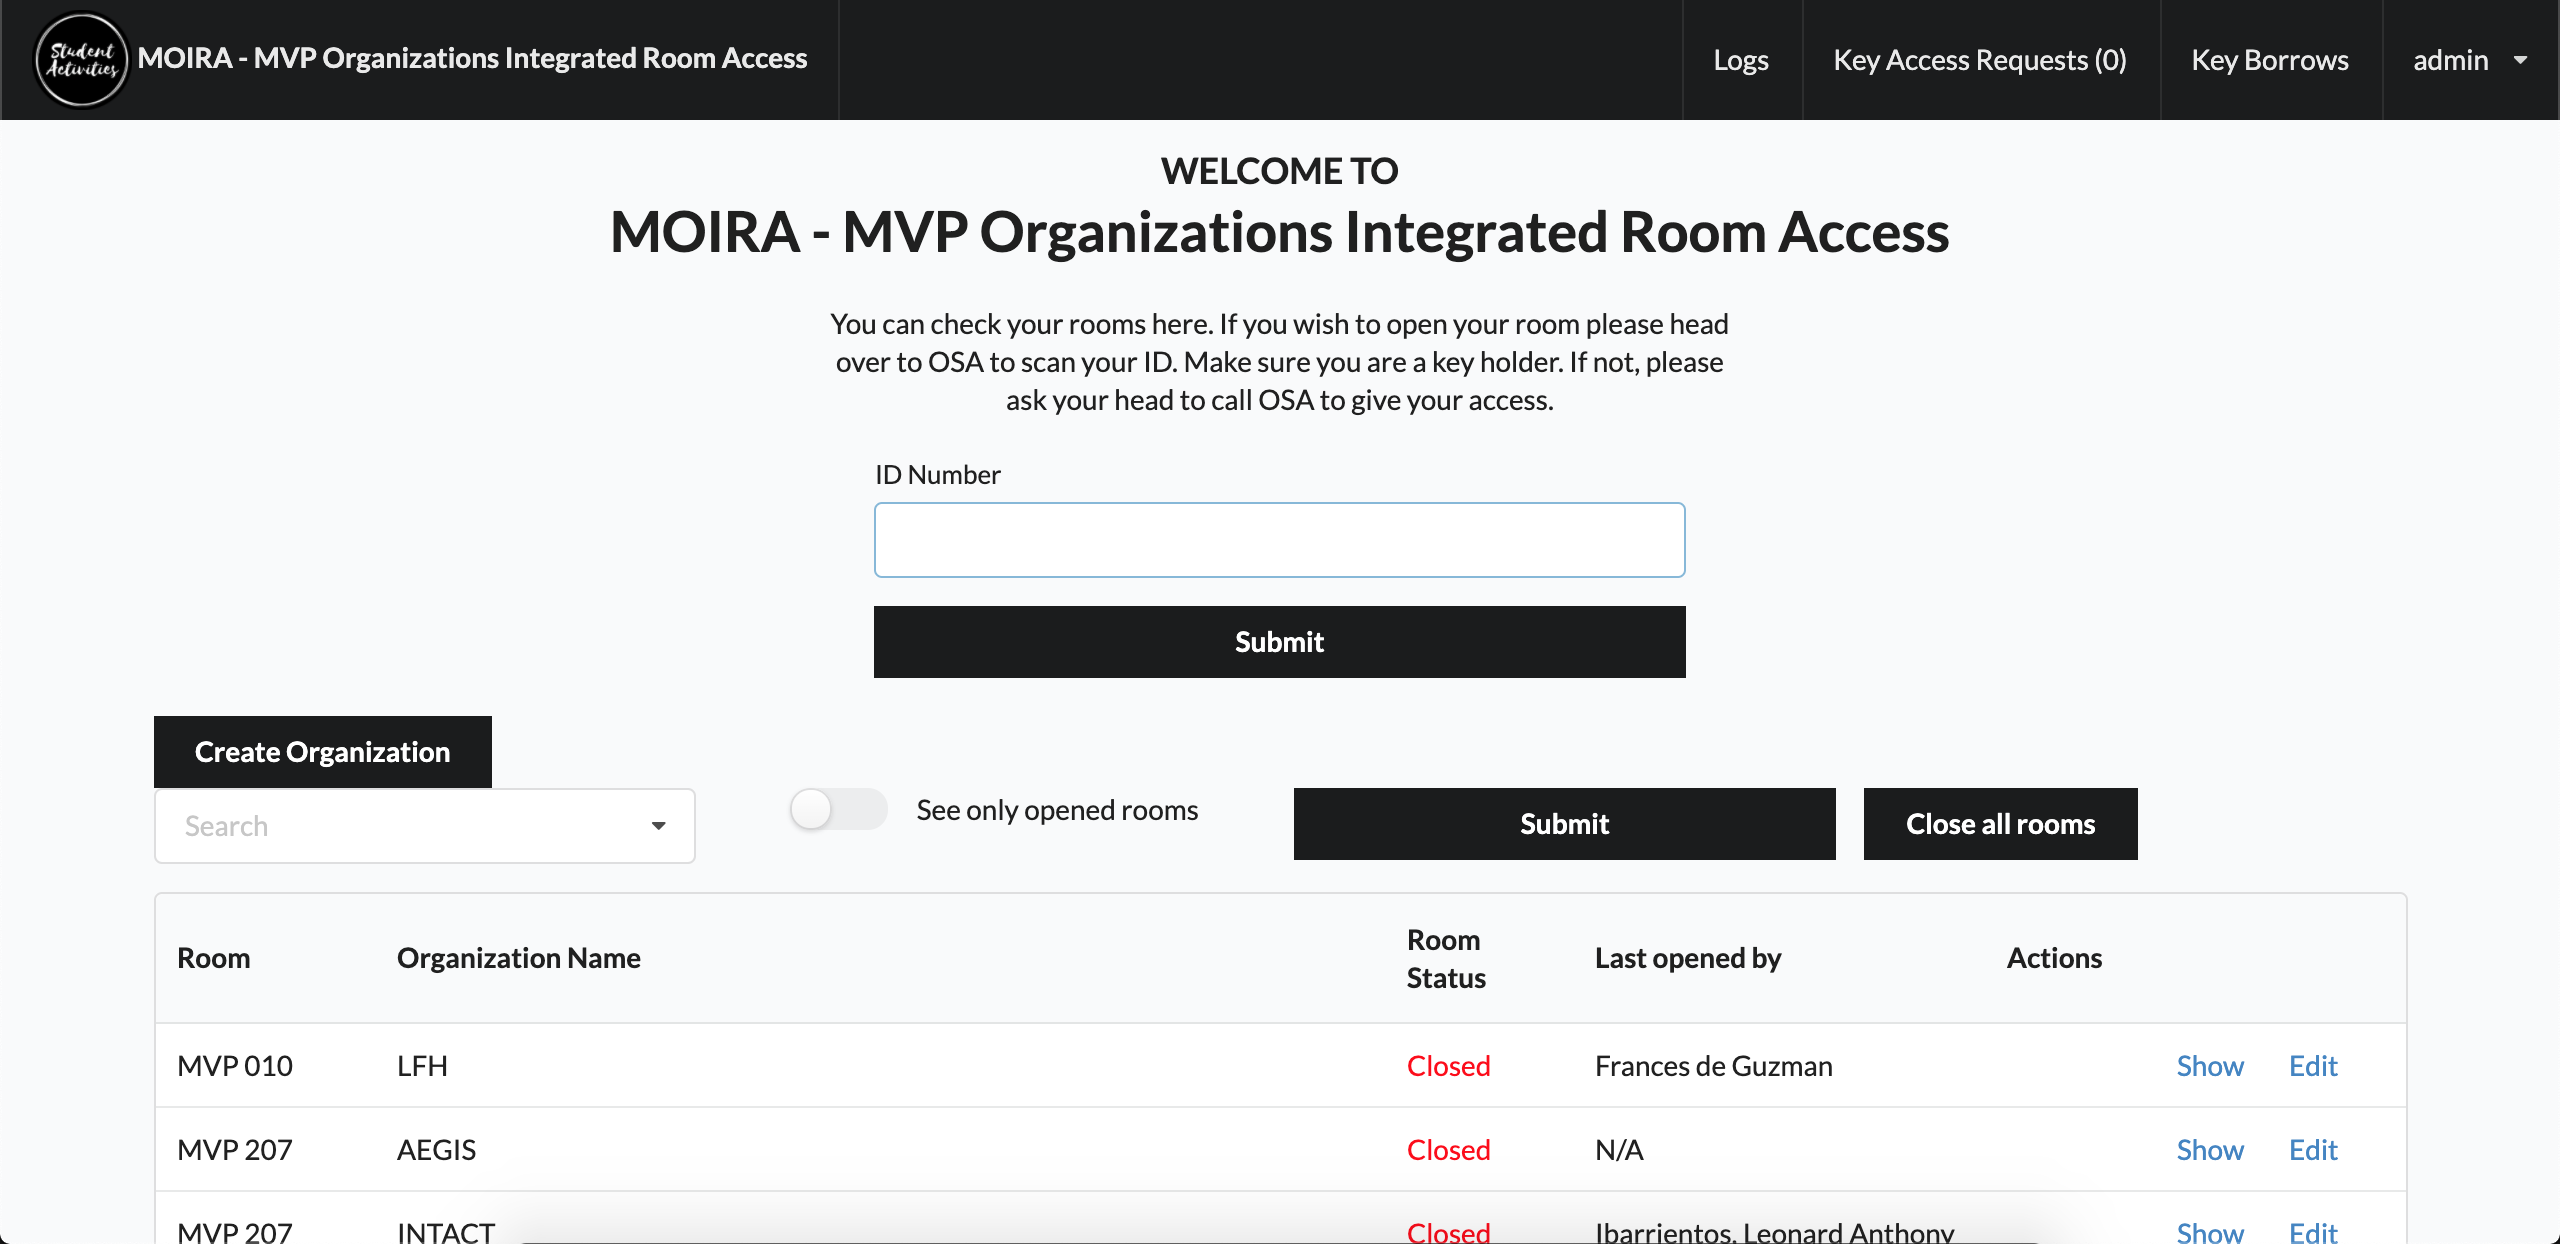 Student
Activities
MOIRA - MVP Organizations Integrated Room Access
Logs
Key Access Requests (0)
Key Borrows
admin
WELCOME TO
MOIRA - MVP Organizations Integrated Room Access
You can check your rooms here. If you wish to open your room please head
over to OSA to scan your ID. Make sure you are a key holder. If not, please
ask your head to call OSA to give your access.
ID Number
Submit
Create Organization
Search
See only opened rooms
Submit
Close all rooms
Room
Organization Name
Room
Status
Last opened by
Actions
MVP 010 LFH Closed Frances de Guzman Show Edit
MVP 207 AEGIS Closed N/A Show Edit
MVP 207 INTACT Closed Ibarrientos, Leonard Anthony Show Edit